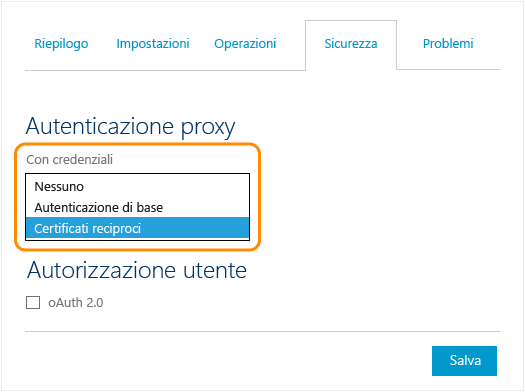 Riepilogo Impostazioni Operazioni Sicurezza Problemi
Autenticazione proxy
Con credenziali
Nessuno
Autenticazione di base
Certificati reciproci
Autorizzazione utente
oAuth 2.0
Salva